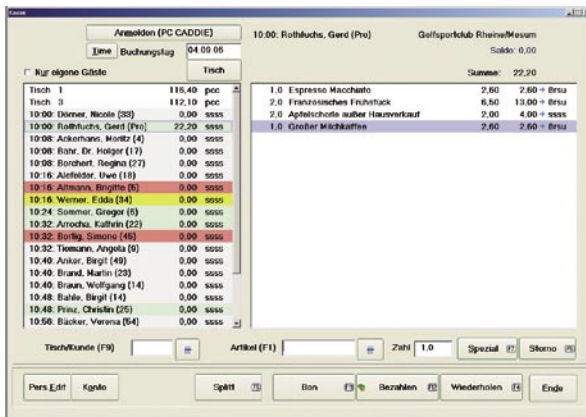 Kasse
Anmelden (PC CADDIE)
10:00: Rothfuchs, Gerd (Pro) Golfsportclub Rheine/Mesum
Time Buchungstag 04.09.06
Saldo: 0,00
Nur eigene Gäste Tisch
Summe: 22,20
Tisch 1 116,40 pcc
Tisch 3 112,10 pcc
10:00: Dörner, Nicole (33) 0,00 ssss
10:00: Rothfuchs, Gerd (Pro) 22,20 ssss
10:08: Ackerhans, Moritz (4) 0,00 ssss
10:08: Bahr, Dr. Holger (17) 0,00 ssss
10:08: Borchert, Regina (27) 0,00 ssss
10:16: Alefelder, Uwe (18) 0,00 ssss
10:16: Altmann, Brigitte (6) 0,00 ssss
10:16: Werner, Edda (34) 0,00 ssss
10:24: Sommer, Gregor (6) 0,00 ssss
10:32: Arrocha, Kathrin (22) 0,00 ssss
10:32: Bertig, Simone (45) 0,00 ssss
10:32: Tiemann, Angela (9) 0,00 ssss
10:40: Anker, Birgit (49) 0,00 ssss
10:40: Brand, Martin (23) 0,00 ssss
10:40: Braun, Wolfgang (14) 0,00 ssss
10:48: Bahle, Birgit (14) 0,00 ssss
10:48: Prinz, Christin (25) 0,00 ssss
10:56: Bäcker, Verena (54) 0,00 ssss
1,0 Espresso Macchiato 2,60 2,60 + Brsu
2,0 Französisches Frühstück 6,50 13,00 + Brsu
2,0 Apfelschorle außer Hausverkauf 2,00 4,00 + ssss
1,0 Großer Milchkaffee 2,60 2,60 + Brsu
Tisch/Kunde (F9) Artikel (F1) Zahl 1,0 Spezial F7 Storno F6
Pers.Edit Konto Splitt Bon Bezahlen Wiederholen Ende